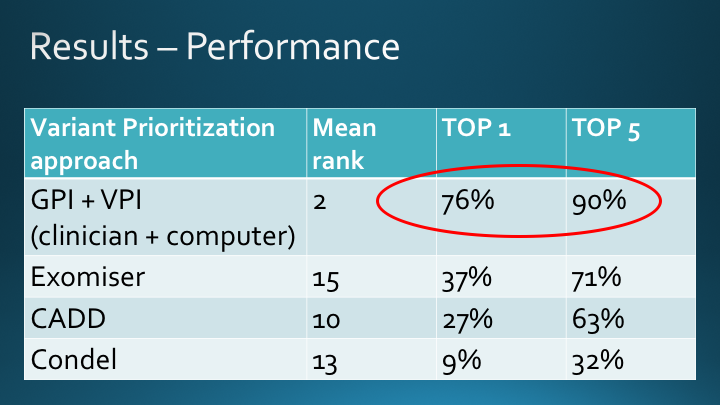 Results – Performance
Variant Prioritization approach | Mean rank | TOP 1 | TOP 5
GPI + VPI (clinician + computer) | 2 | 76% | 90%
Exomiser | 15 | 37% | 71%
CADD | 10 | 27% | 63%
Condel | 13 | 9% | 32%